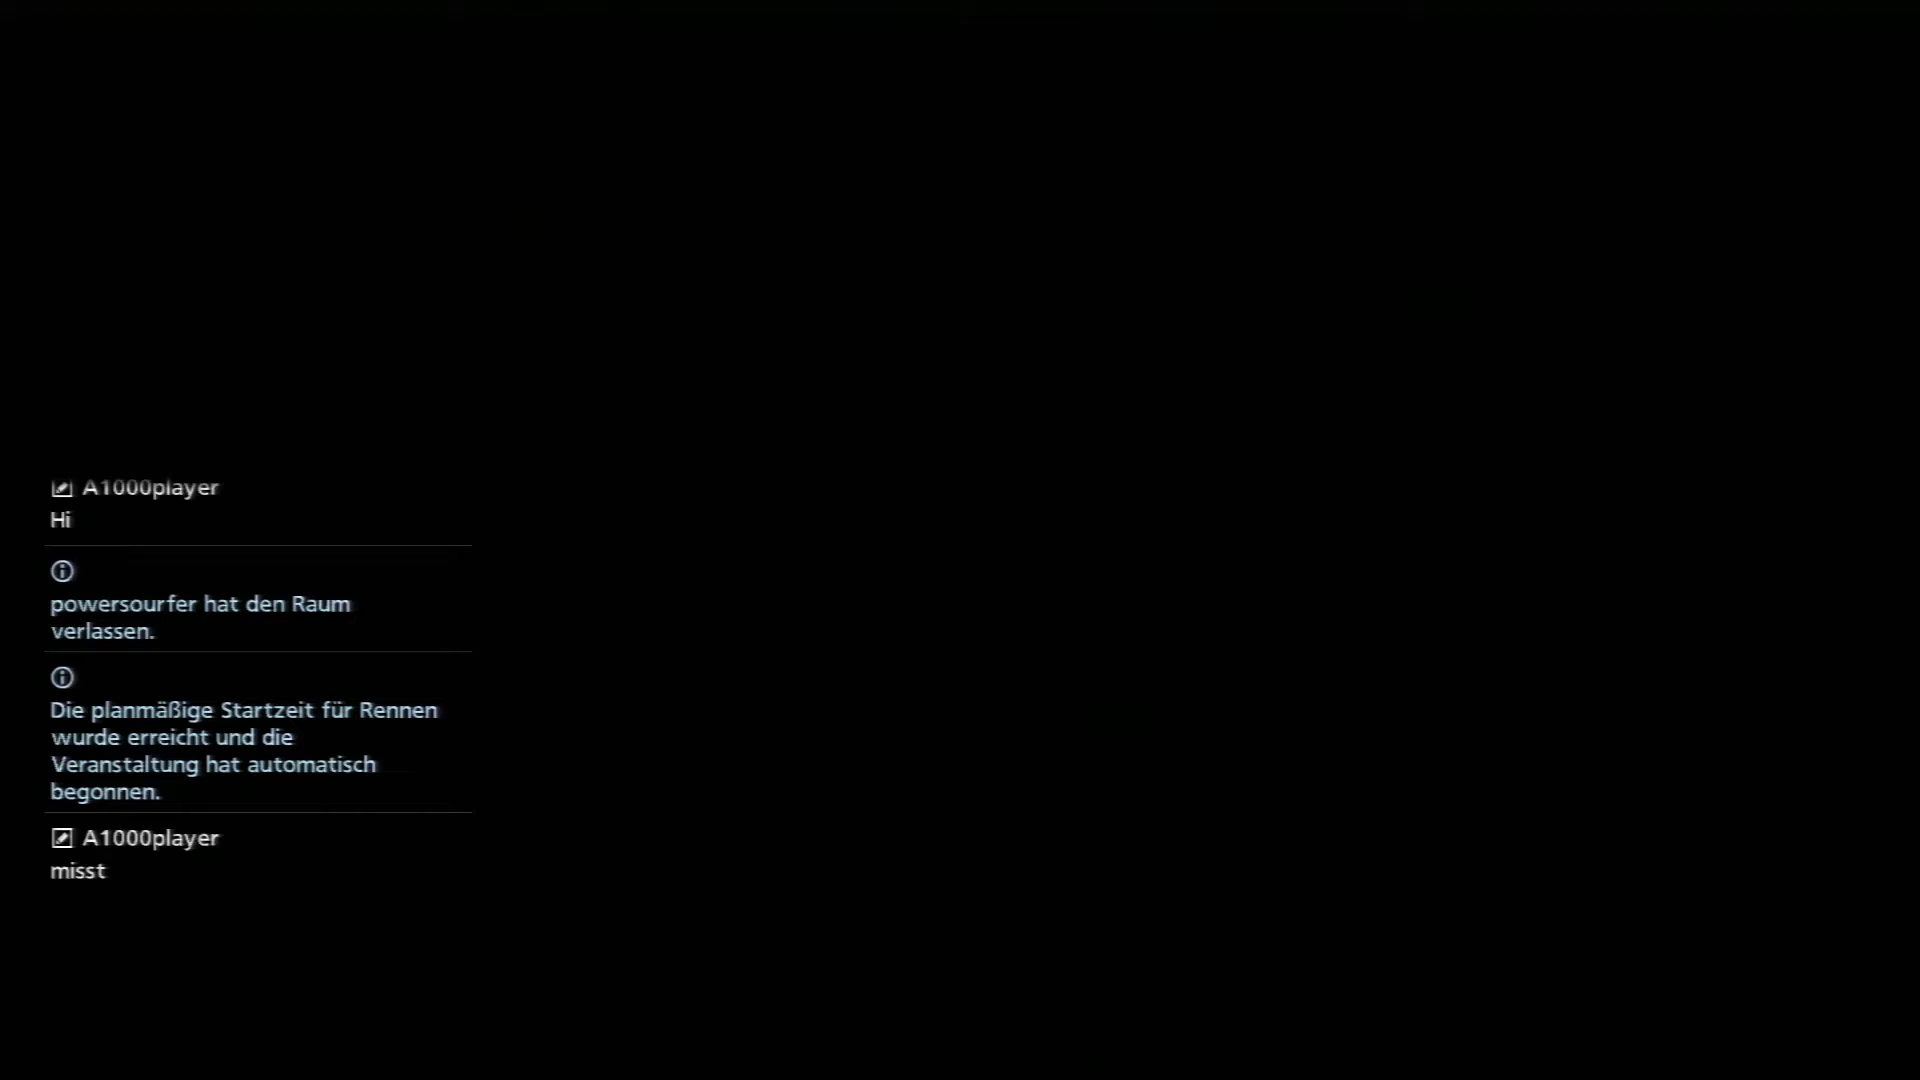 A1000player
Hi
powersourfer hat den Raum
verlassen.
Die planmäßige Startzeit für Rennen
wurde erreicht und die
Veranstaltung hat automatisch
begonnen.
A1000player
misst